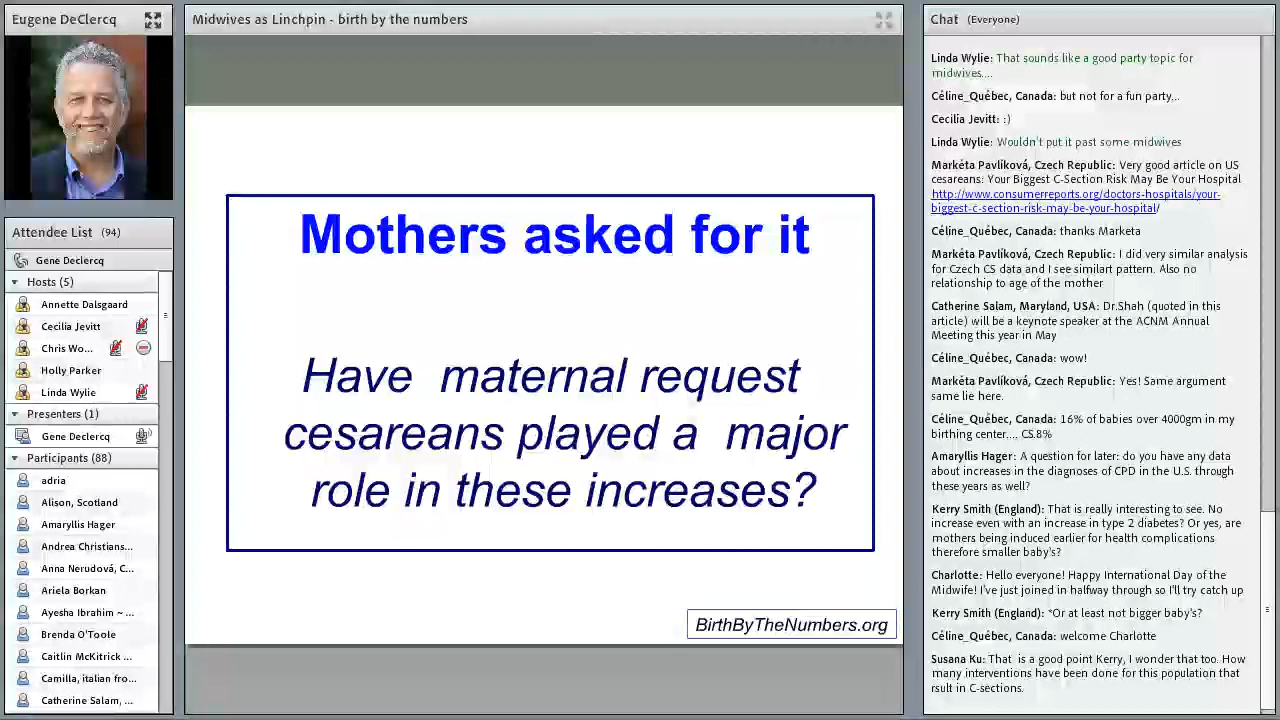 Eugene DeClercq
Attendee List (94)
Gene Declercq
Hosts (5)
Annette Dalsgaard
Cecilia Jevitt
Chris Wo...
Holly Parker
Linda Wylie
Presenters (1)
Gene Declercq
Participants (88)
adria
Alison, Scotland
Amaryllis Hager
Andrea Christians...
Anna Nerudová, C...
Ariela Borkan
Ayesha Ibrahim ~ ...
Brenda O'Toole
Caitlin McKitrick ...
Camilla, italian fro...
Catherine Salam, ...
Midwives as Linchpin - birth by the numbers
Mothers asked for it
Have maternal request
cesareans played a major
role in these increases?
BirthByTheNumbers.org
Chat (Everyone)
Linda Wylie: That sounds like a good party topic for
midwives....
Céline_Québec, Canada: but not for a fun party...
Cecilia Jevitt: :)
Linda Wylie: Wouldn't put it past some midwives
Markéta Pavlíková, Czech Republic: Very good article on US
cesareans: Your Biggest C-Section Risk May Be Your Hospital
http://www.consumerreports.org/doctors-hospitals/your-
biggest-c-section-risk-may-be-your-hospital/
Céline_Québec, Canada: thanks Marketa
Markéta Pavlíková, Czech Republic: I did very similar analysis
for Czech CS data and I see similart pattern. Also no
relationship to age of the mother
Catherine Salam, Maryland, USA: Dr.Shah (quoted in this
article) will be a keynote speaker at the ACNM Annual
Meeting this year in May
Céline_Québec, Canada: wow!
Markéta Pavlíková, Czech Republic: Yes! Same argument
same lie here.
Céline_Québec, Canada: 16% of babies over 4000gm in my
birthing center.... CS.8%
Amaryllis Hager: A question for later: do you have any data
about increases in the diagnoses of CPD in the U.S. through
these years as well?
Kerry Smith (England): That is really interesting to see. No
increase even with an increase in type 2 diabetes? Or yes, are
mothers being induced earlier for health complications
therefore smaller baby's?
Charlotte: Hello everyone! Happy International Day of the
Midwife! I've just joined in halfway through so I'll try catch up
Kerry Smith (England): *Or at least not bigger baby's?
Céline_Québec, Canada: welcome Charlotte
Susana Ku: That is a good point Kerry, I wonder that too. How
many interventions have been done for this population that
rsult in C-sections.